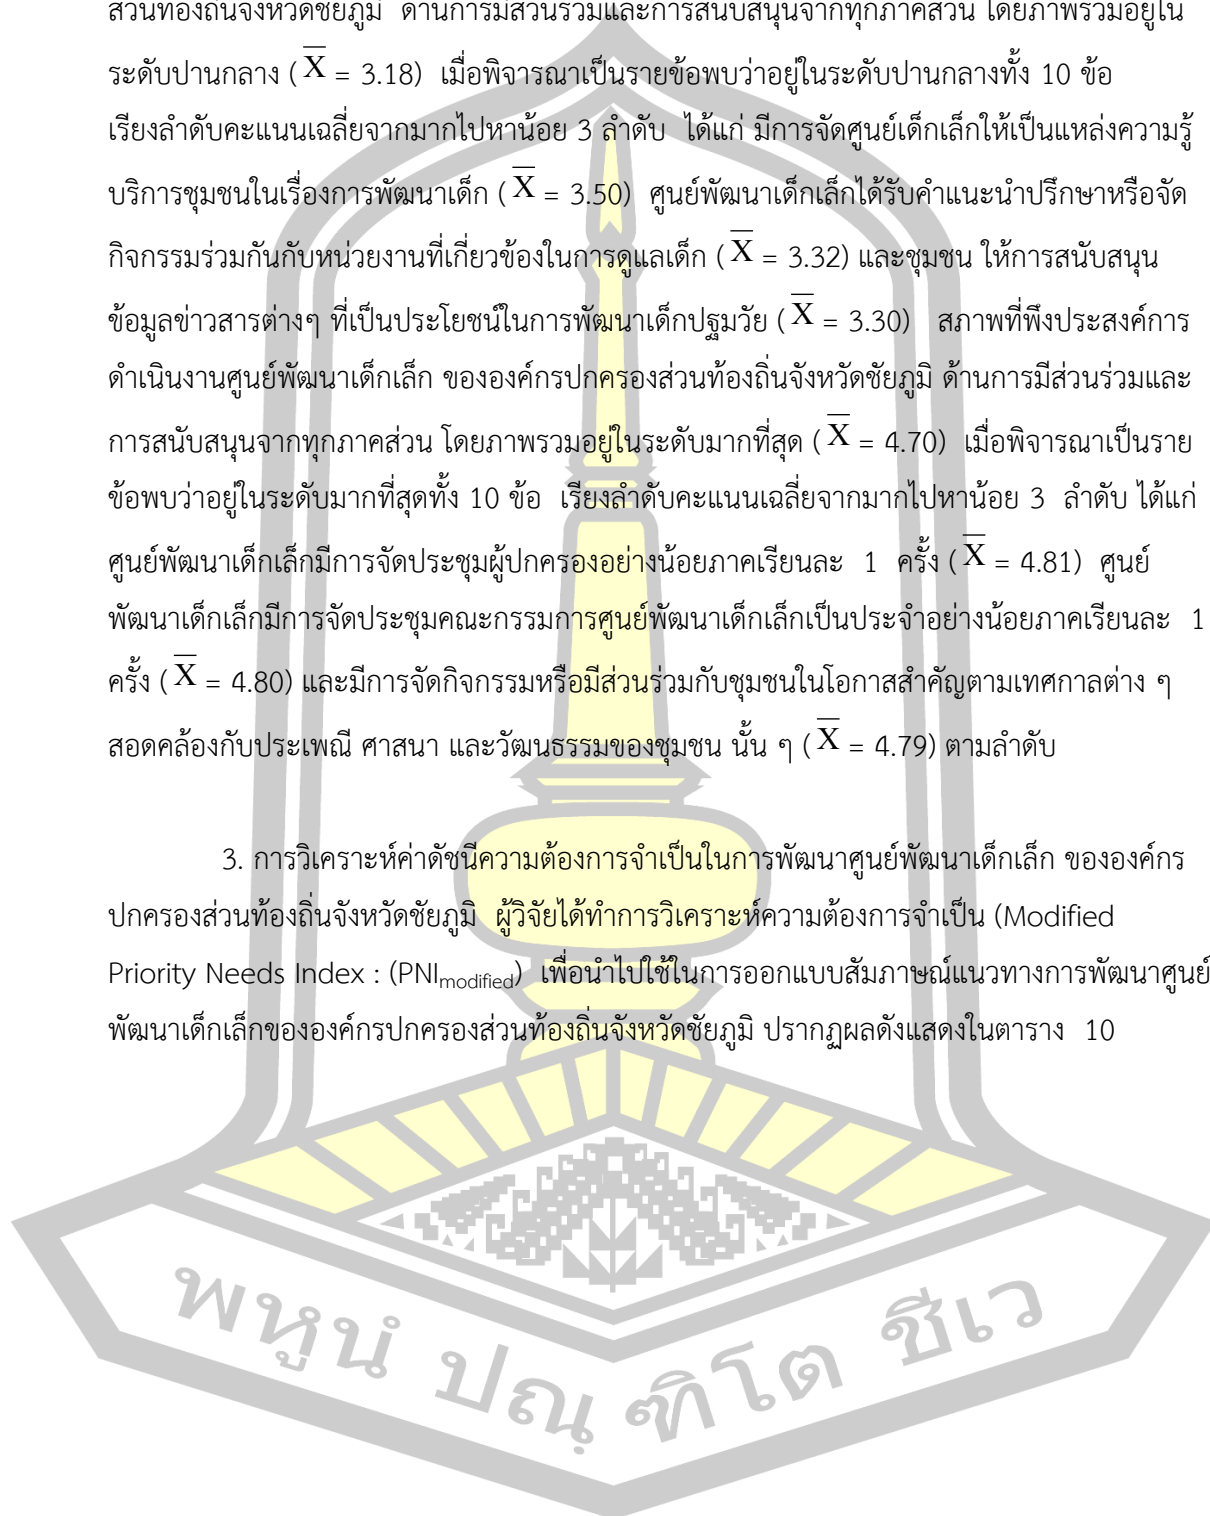 ส่วนท้องถิ่นจังหวัดชัยภูมิ ด้านการมีส่วนร่วมและการสนับสนุนจากทุกภาคส่วน โดยภาพรวมอยู่ใน
ระดับปานกลาง ( X̅ = 3.18) เมื่อพิจารณาเป็นรายข้อพบว่าอยู่ในระดับปานกลางทั้ง 10 ข้อ
เรียงลำดับคะแนนเฉลี่ยจากมากไปหาน้อย 3 ลำดับ ได้แก่ มีการจัดศูนย์เด็กเล็กให้เป็นแหล่งความรู้
บริการชุมชนในเรื่องการพัฒนาเด็ก ( X̅ = 3.50) ศูนย์พัฒนาเด็กเล็กได้รับคำแนะนำปรึกษาหรือจัด
กิจกรรมร่วมกันกับหน่วยงานที่เกี่ยวข้องในการดูแลเด็ก ( X̅ = 3.32) และชุมชน ให้การสนับสนุน
ข้อมูลข่าวสารต่างๆ ที่เป็นประโยชน์ในการพัฒนาเด็กปฐมวัย ( X̅ = 3.30) สภาพที่พึงประสงค์การ
ดำเนินงานศูนย์พัฒนาเด็กเล็ก ขององค์กรปกครองส่วนท้องถิ่นจังหวัดชัยภูมิ ด้านการมีส่วนร่วมและ
การสนับสนุนจากทุกภาคส่วน โดยภาพรวมอยู่ในระดับมากที่สุด ( X̅ = 4.70) เมื่อพิจารณาเป็นราย
ข้อพบว่าอยู่ในระดับมากที่สุดทั้ง 10 ข้อ เรียงลำดับคะแนนเฉลี่ยจากมากไปหาน้อย 3 ลำดับ ได้แก่
ศูนย์พัฒนาเด็กเล็กมีการจัดประชุมผู้ปกครองอย่างน้อยภาคเรียนละ 1 ครั้ง ( X̅ = 4.81) ศูนย์
พัฒนาเด็กเล็กมีการจัดประชุมคณะกรรมการศูนย์พัฒนาเด็กเล็กเป็นประจำอย่างน้อยภาคเรียนละ 1
ครั้ง ( X̅ = 4.80) และมีการจัดกิจกรรมหรือมีส่วนร่วมกับชุมชนในโอกาสสำคัญตามเทศกาลต่าง ๆ
สอดคล้องกับประเพณี ศาสนา และวัฒนธรรมของชุมชน นั้น ๆ ( X̅ = 4.79) ตามลำดับ
3. การวิเคราะห์ค่าดัชนีความต้องการจำเป็นในการพัฒนาศูนย์พัฒนาเด็กเล็ก ขององค์กร
ปกครองส่วนท้องถิ่นจังหวัดชัยภูมิ ผู้วิจัยได้ทำการวิเคราะห์ความต้องการจำเป็น (Modified
Priority Needs Index : (PNImodified) เพื่อนำไปใช้ในการออกแบบสัมภาษณ์แนวทางการพัฒนาศูนย์
พัฒนาเด็กเล็กขององค์กรปกครองส่วนท้องถิ่นจังหวัดชัยภูมิ ปรากฏผลดังแสดงในตาราง 10
พหูนํ ปณฺฑิโต ชีเว